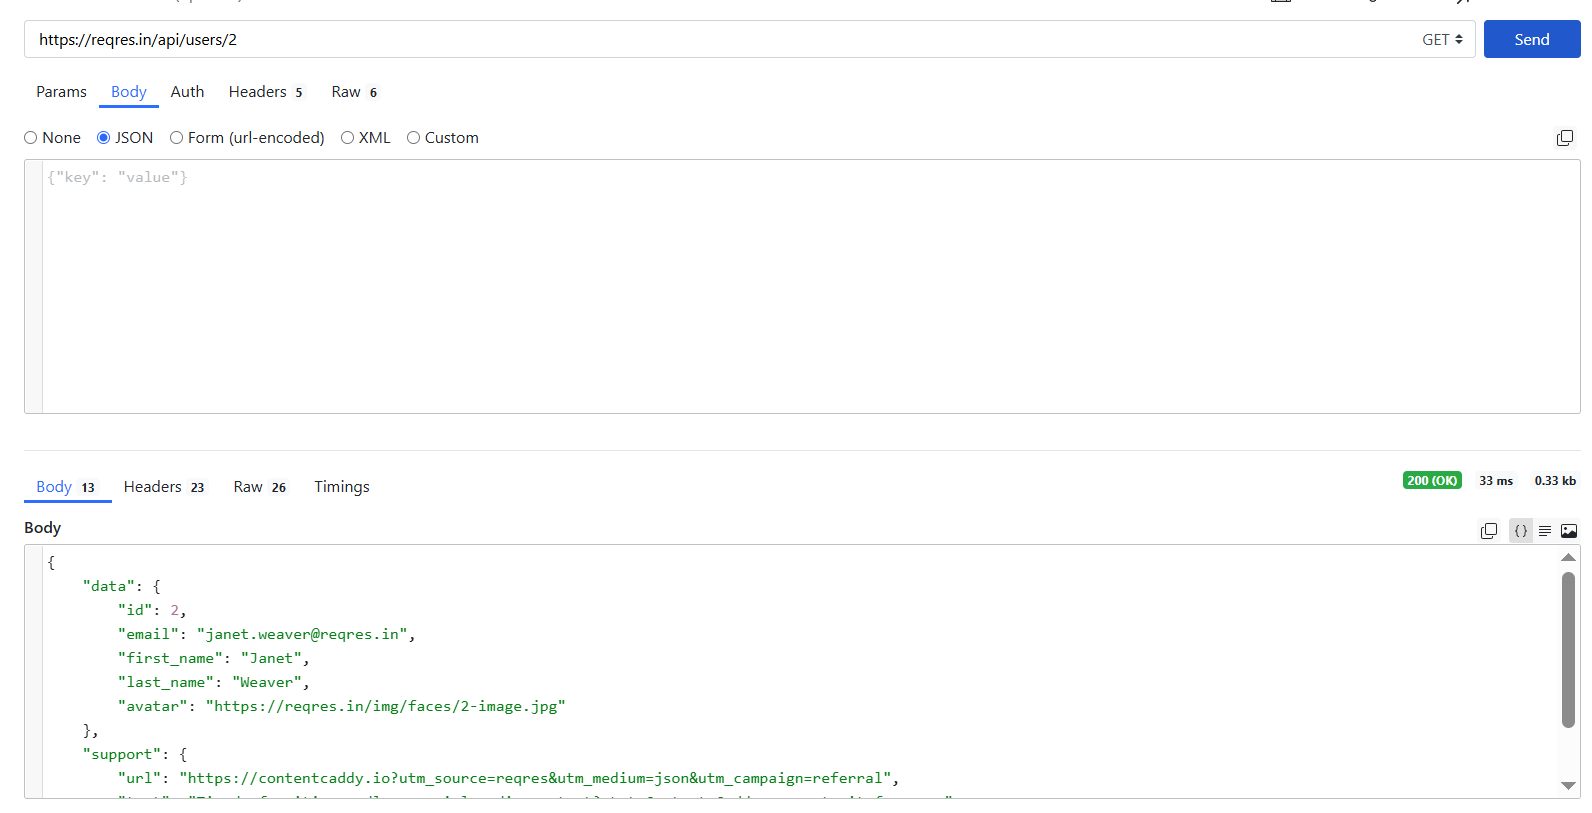 https://reqres.in/api/users/2 GET Send
Params Body Auth Headers 5 Raw 6
None JSON Form (url-encoded) XML Custom
{"key": "value"}
Body 13 Headers 23 Raw 26 Timings 200 (OK) 33 ms 0.33 kb
Body {}
{
"data": {
"id": 2,
"email": "janet.weaver@reqres.in",
"first_name": "Janet",
"last_name": "Weaver",
"avatar": "https://reqres.in/img/faces/2-image.jpg"
},
"support": {
"url": "https://contentcaddy.io?utm_source=reqres&utm_medium=json&utm_campaign=referral",